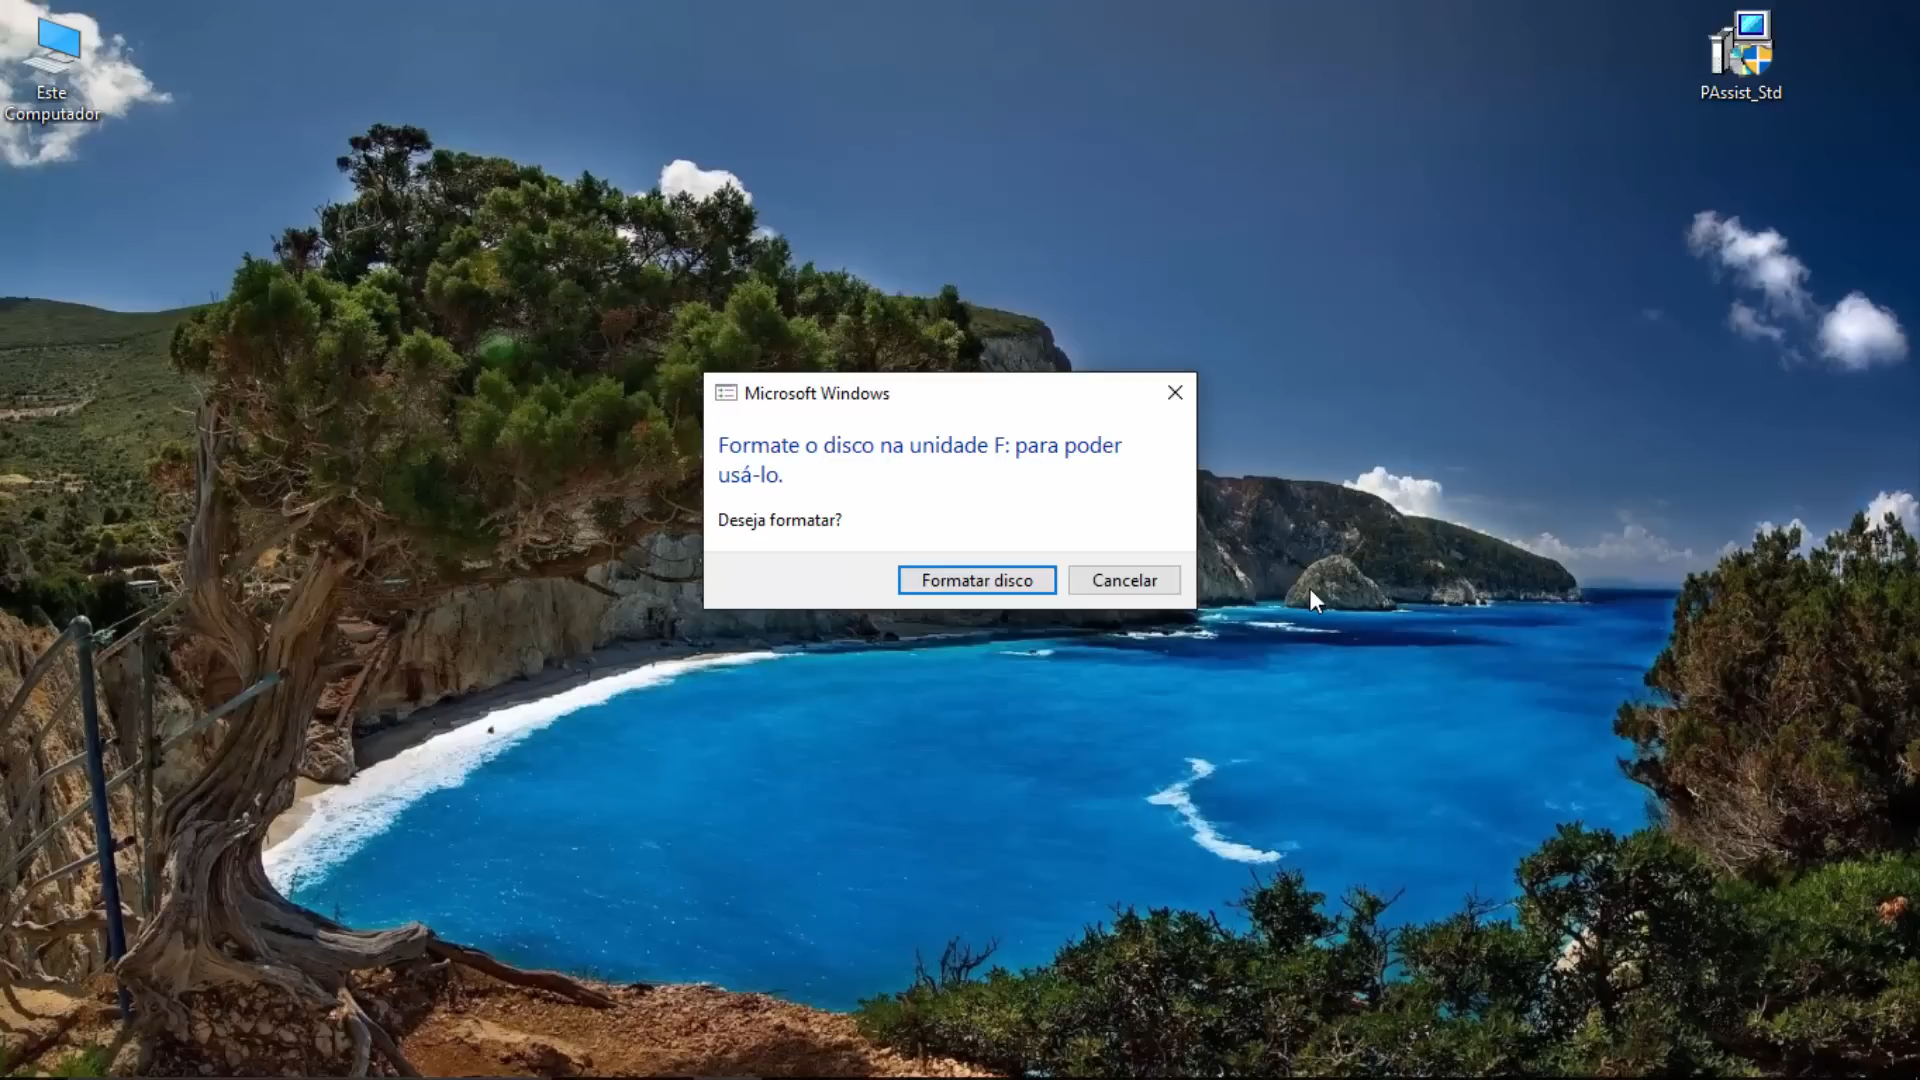 Este
Computador
PAssist_Std
Microsoft Windows
Formate o disco na unidade F: para poder
usá-lo.
Deseja formatar?
Formatar disco
Cancelar